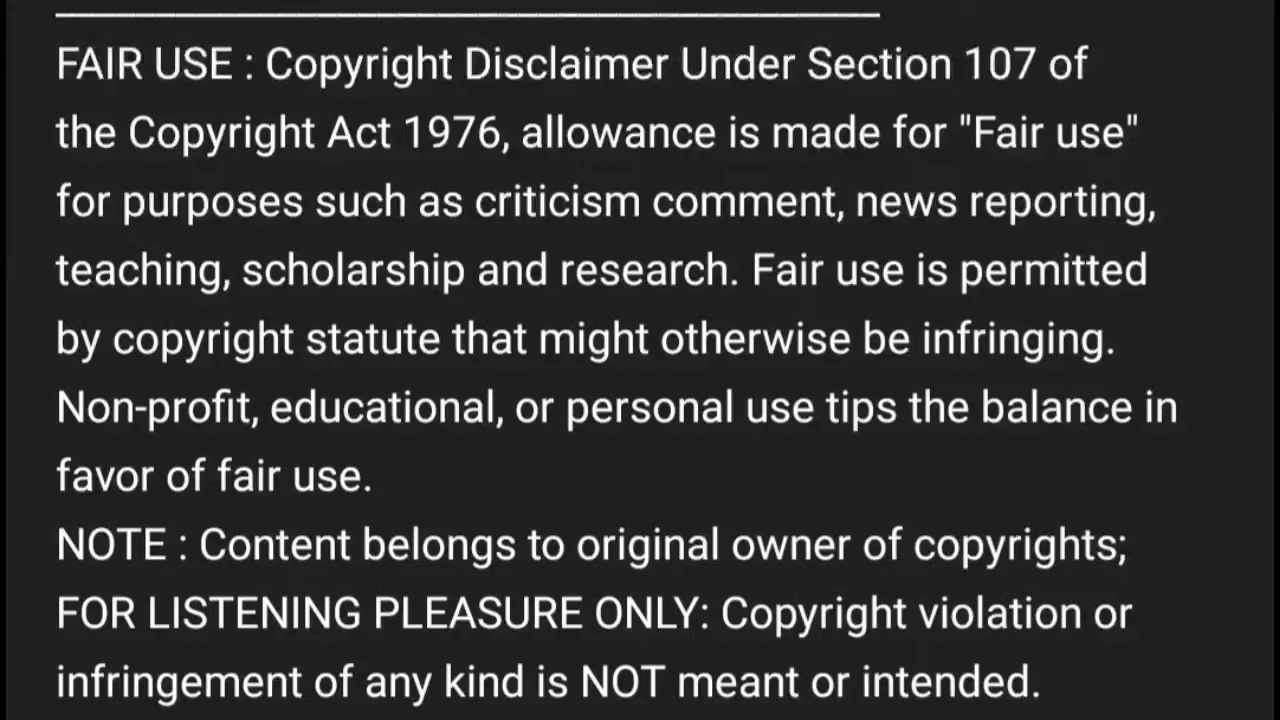 FAIR USE : Copyright Disclaimer Under Section 107 of
the Copyright Act 1976, allowance is made for "Fair use"
for purposes such as criticism comment, news reporting,
teaching, scholarship and research. Fair use is permitted
by copyright statute that might otherwise be infringing.
Non-profit, educational, or personal use tips the balance in
favor of fair use.
NOTE : Content belongs to original owner of copyrights;
FOR LISTENING PLEASURE ONLY: Copyright violation or
infringement of any kind is NOT meant or intended.